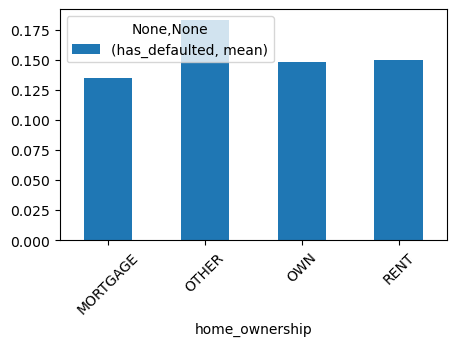 None,None
(has_defaulted, mean)
0.175
0.150
0.125
0.100
0.075
0.050
0.025
0.000
MORTGAGE
OTHER
OWN
RENT
home_ownership